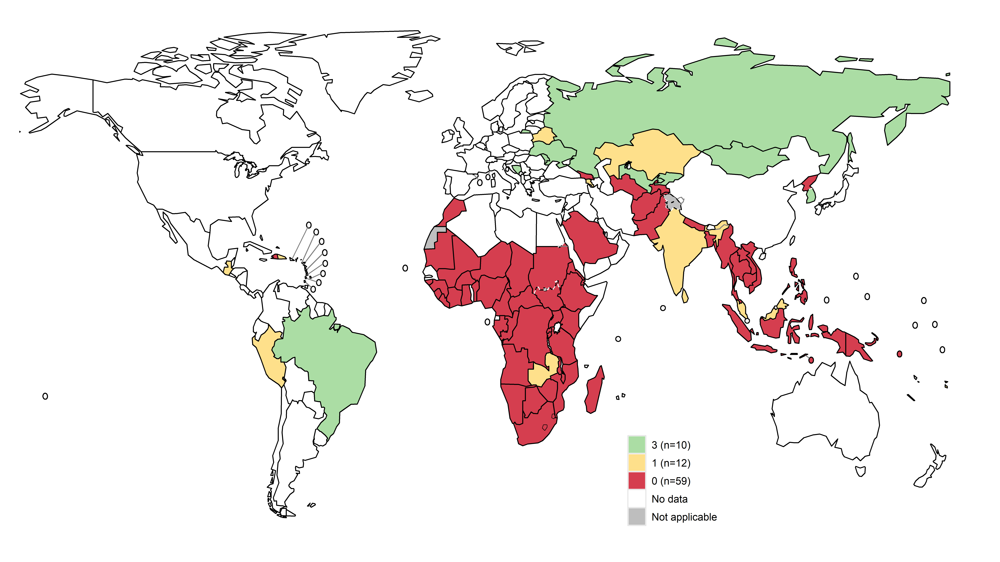 3 (n=10)
1 (n=12)
0 (n=59)
No data
Not applicable